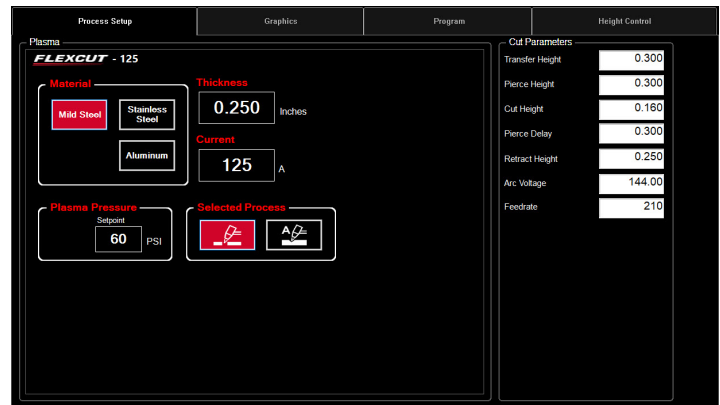 Process Setup
Graphics
Program
Height Control
Plasma
FLEXCUT - 125
Material
Mild Steel
Stainless
Steel
Aluminum
Thickness
0.250 Inches
Current
125 A
Plasma Pressure
Setpoint
60 PSI
Selected Process
A
Cut Parameters
Transfer Height 0.300
Pierce Height 0.300
Cut Height 0.160
Pierce Delay 0.300
Retract Height 0.250
Arc Voltage 144.00
Feedrate 210